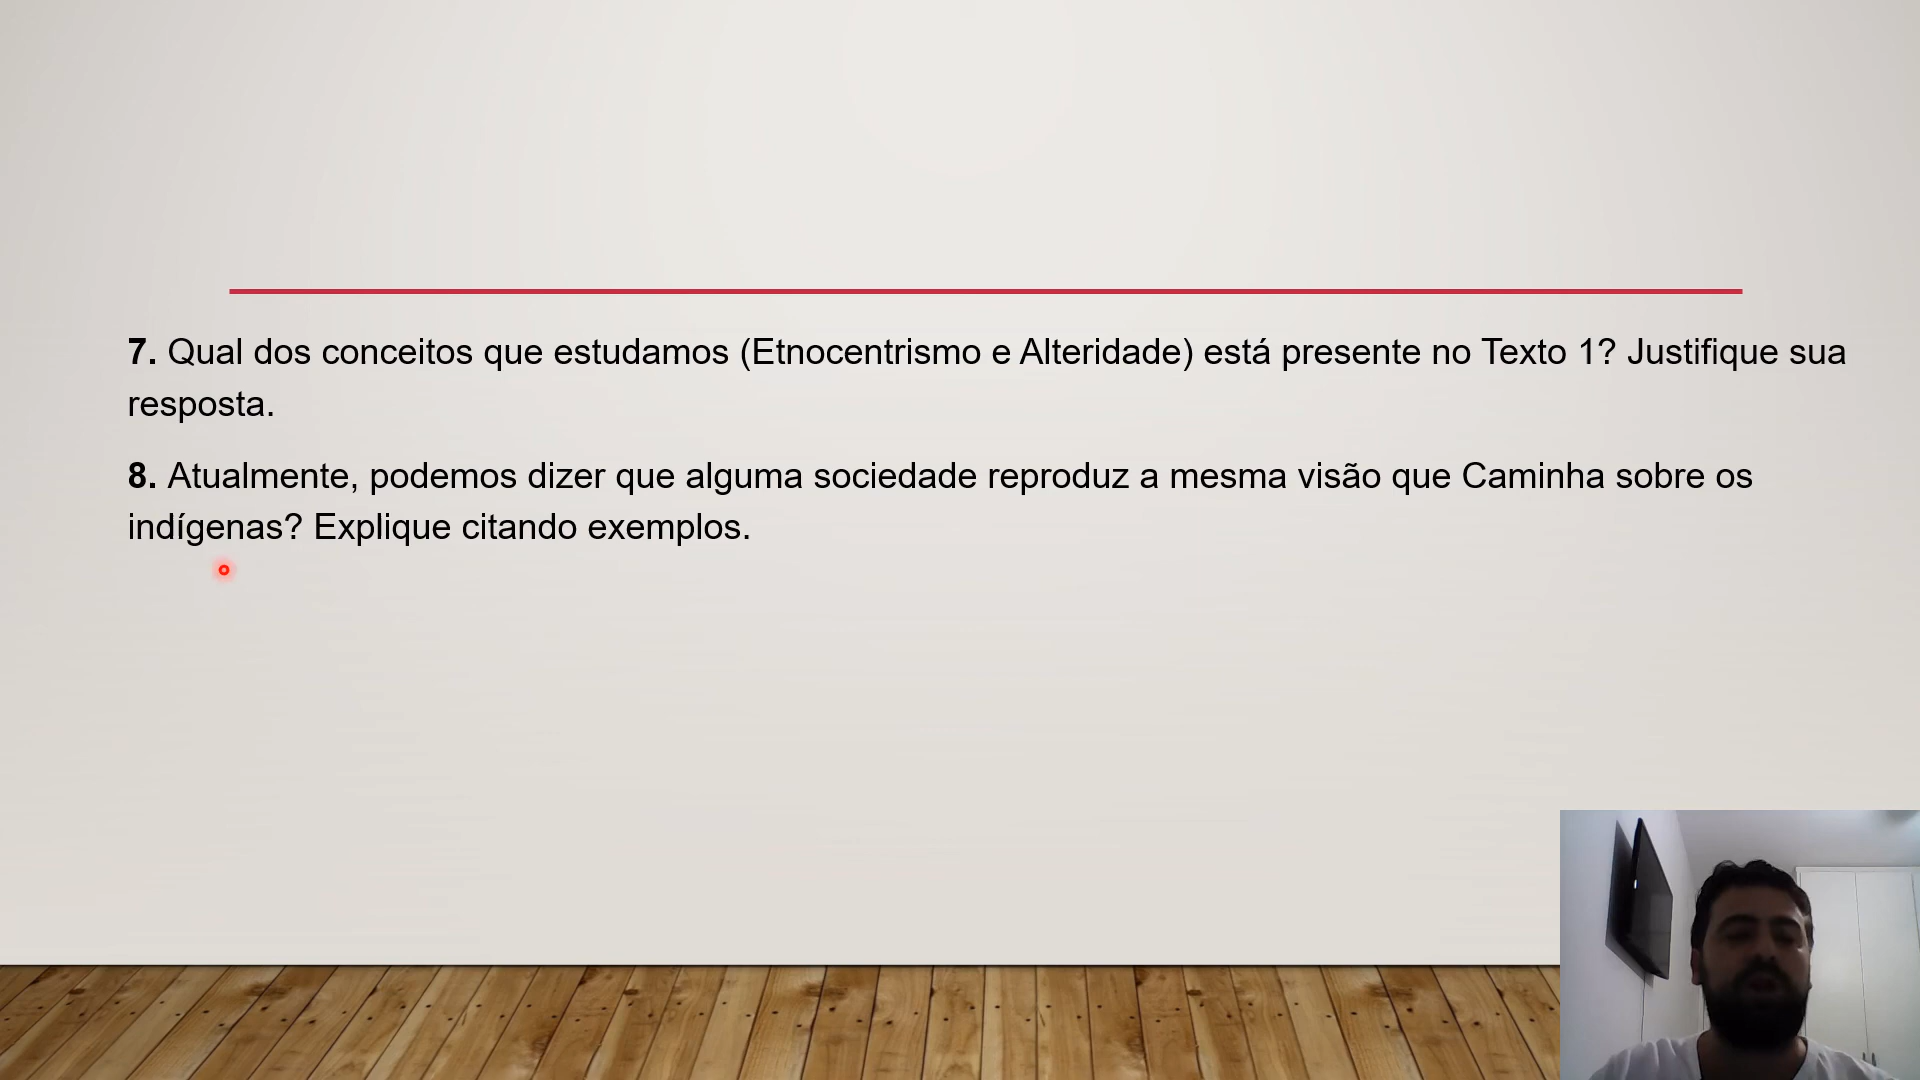 7. Qual dos conceitos que estudamos (Etnocentrismo e Alteridade) está presente no Texto 1? Justifique sua
resposta.
8. Atualmente, podemos dizer que alguma sociedade reproduz a mesma visão que Caminha sobre os
indígenas? Explique citando exemplos.